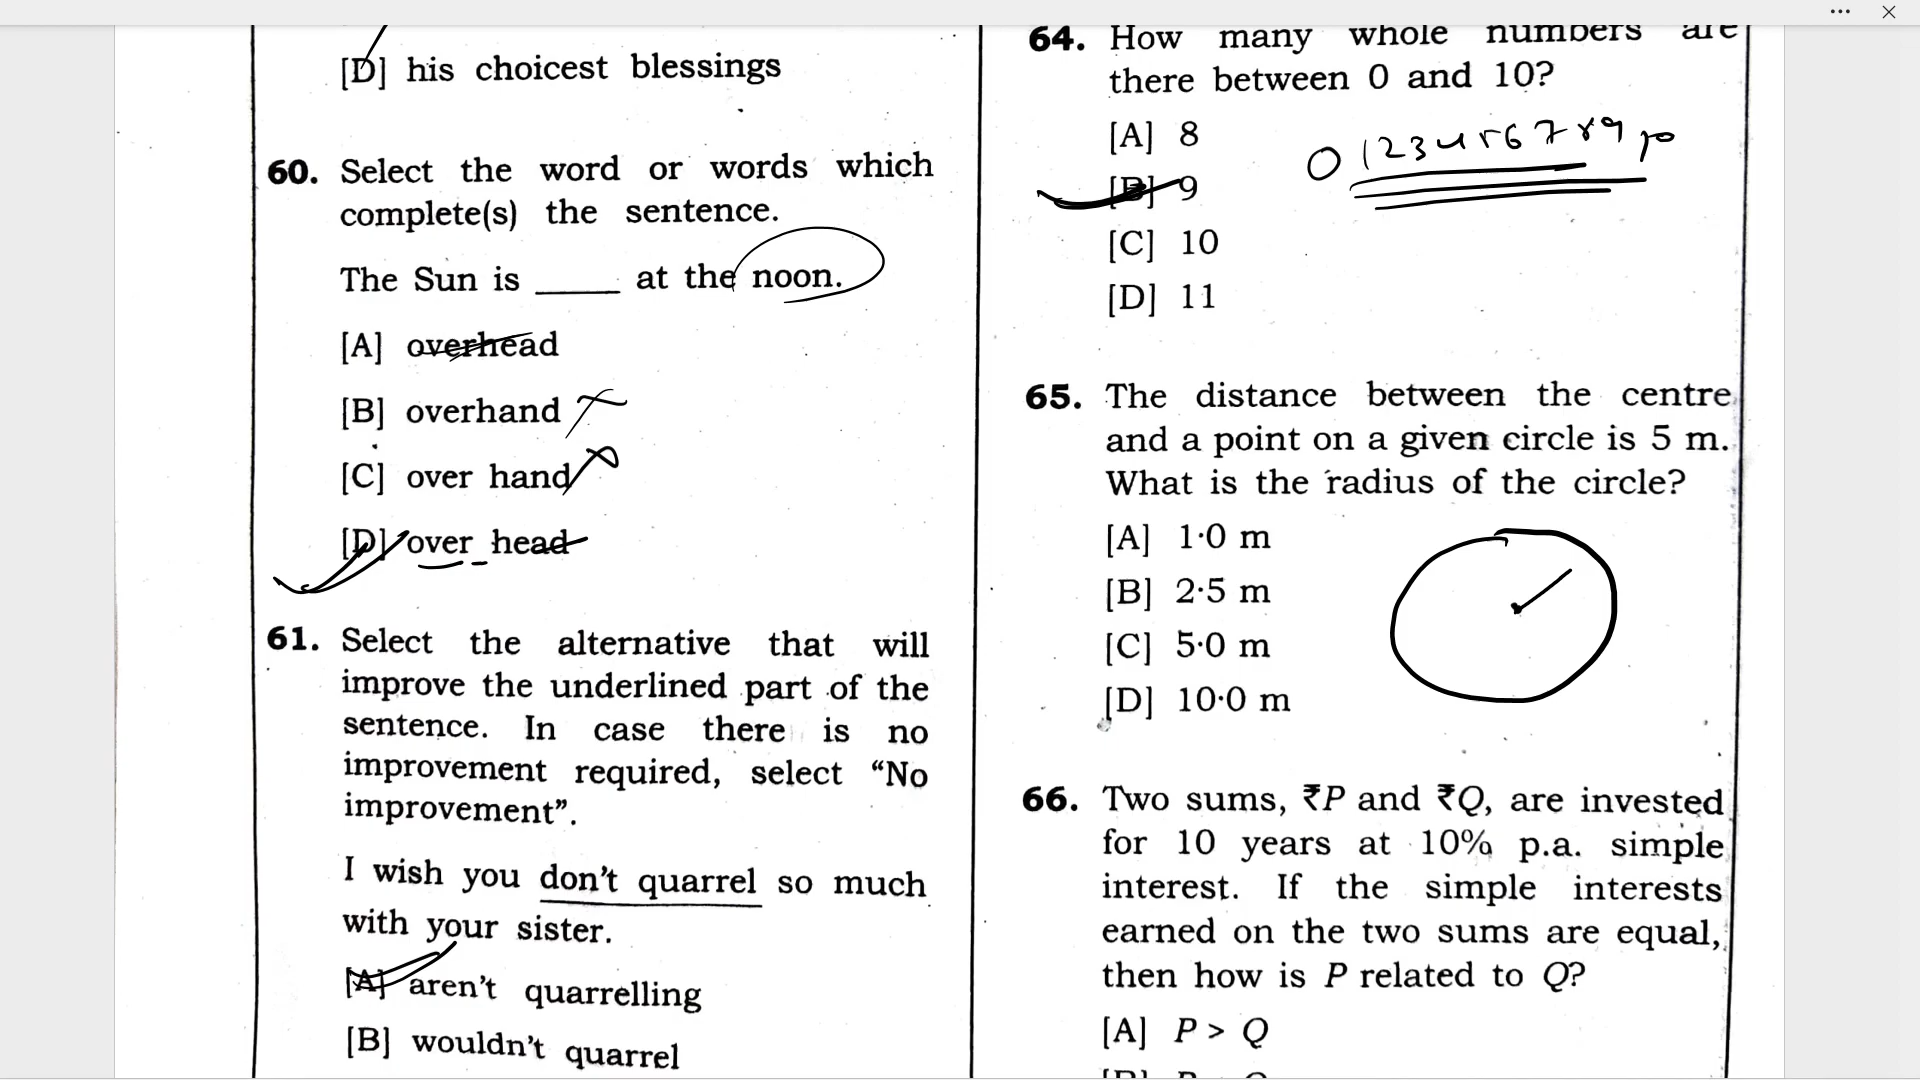 [D] his choicest blessings
60. Select the word or words which
complete(s) the sentence.
The Sun is _____ at the noon.
[A] overhead
[B] overhand
[C] over hand
[D] over head
61. Select the alternative that will
improve the underlined part of the
sentence. In case there is no
improvement required, select “No
improvement”.
I wish you don't quarrel so much
with your sister.
[A] aren't quarrelling
[B] wouldn't quarrel
64. How many whole numbers are
there between 0 and 10?
[A] 8
0 1 2 3 4 5 6 7 8 9 10
[B] 9
[C] 10
[D] 11
65. The distance between the centre
and a point on a given circle is 5 m.
What is the radius of the circle?
[A] 1·0 m
[B] 2·5 m
[C] 5·0 m
[D] 10·0 m
66. Two sums, ₹P and ₹Q, are invested
for 10 years at 10% p.a. simple
interest. If the simple interests
earned on the two sums are equal,
then how is P related to Q?
[A] P > Q